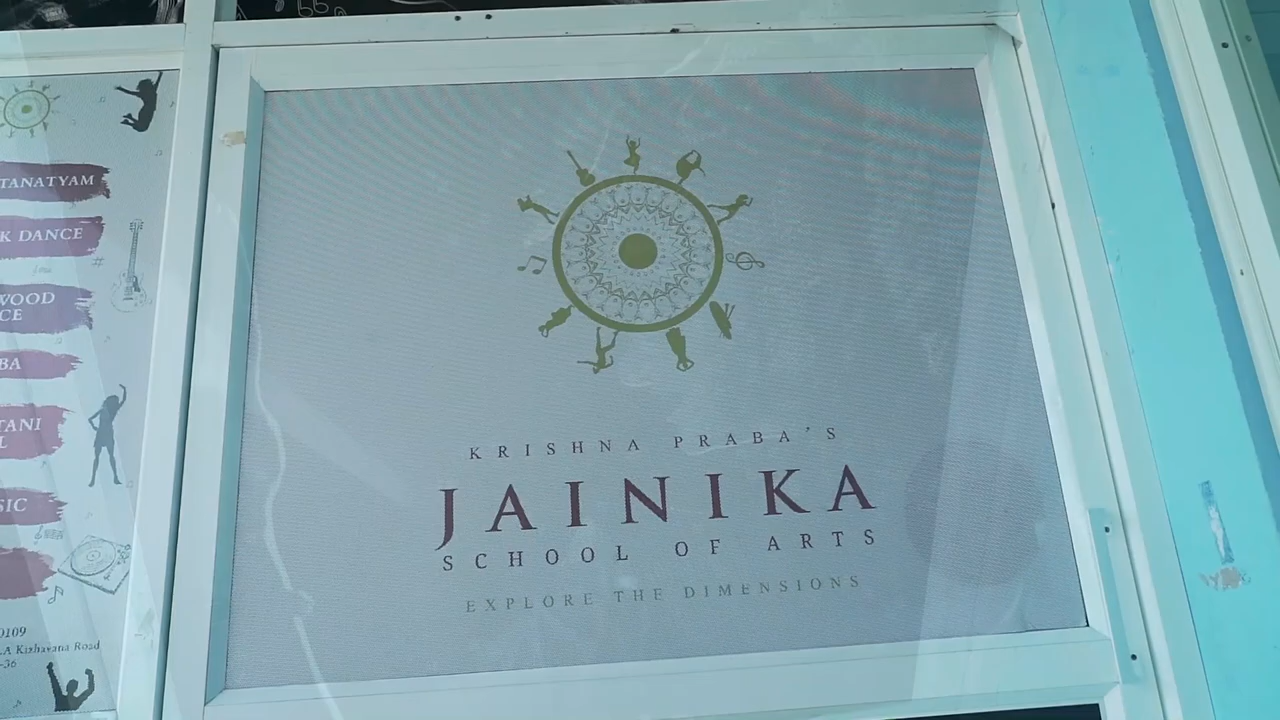 TANATYAM
K DANCE
WOOD
CE
BA
TANI
L
SIC
0109
A Kizhavana Road
-36
KRISHNA PRABA'S
JAINIKA
SCHOOL OF ARTS
EXPLORE THE DIMENSIONS